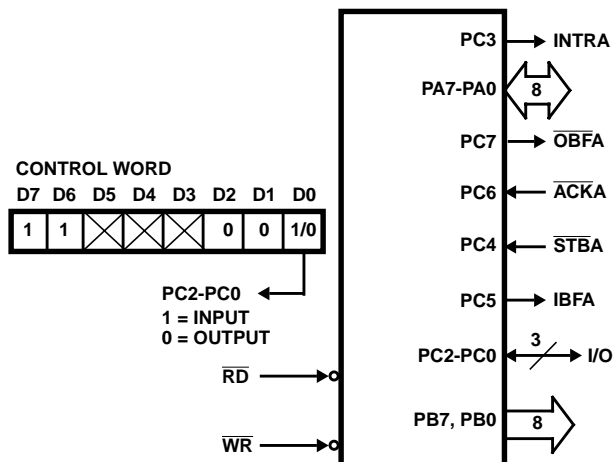 PC3 INTRA
PA7-PA0 8
PC7 OBFA
CONTROL WORD
D7 D6 D5 D4 D3 D2 D1 D0
PC6 ACKA
1 1 0 0 1/0
PC4 STBA
PC2-PC0
PC5 IBFA
1 = INPUT
0 = OUTPUT
PC2-PC0 3 I/O
RD
PB7, PB0 8
WR